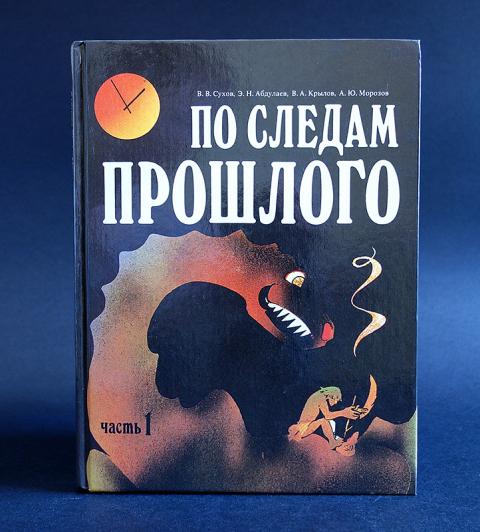 В. В. Сухов, Э. Н. Абдулаев, В. А. Крылов, А. Ю. Морозов
ПО СЛЕДАМ
ПРОШЛОГО
часть 1